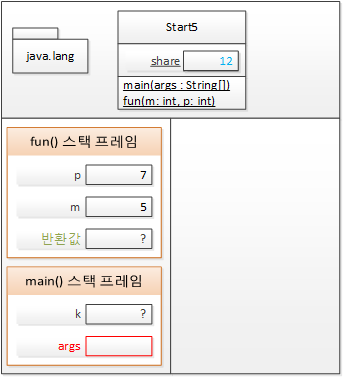 Start5
java.lang
share 12
main(args : String[])
fun(m: int, p: int)
fun() 스택 프레임
p 7
m 5
반환값 ?
main() 스택 프레임
k ?
args